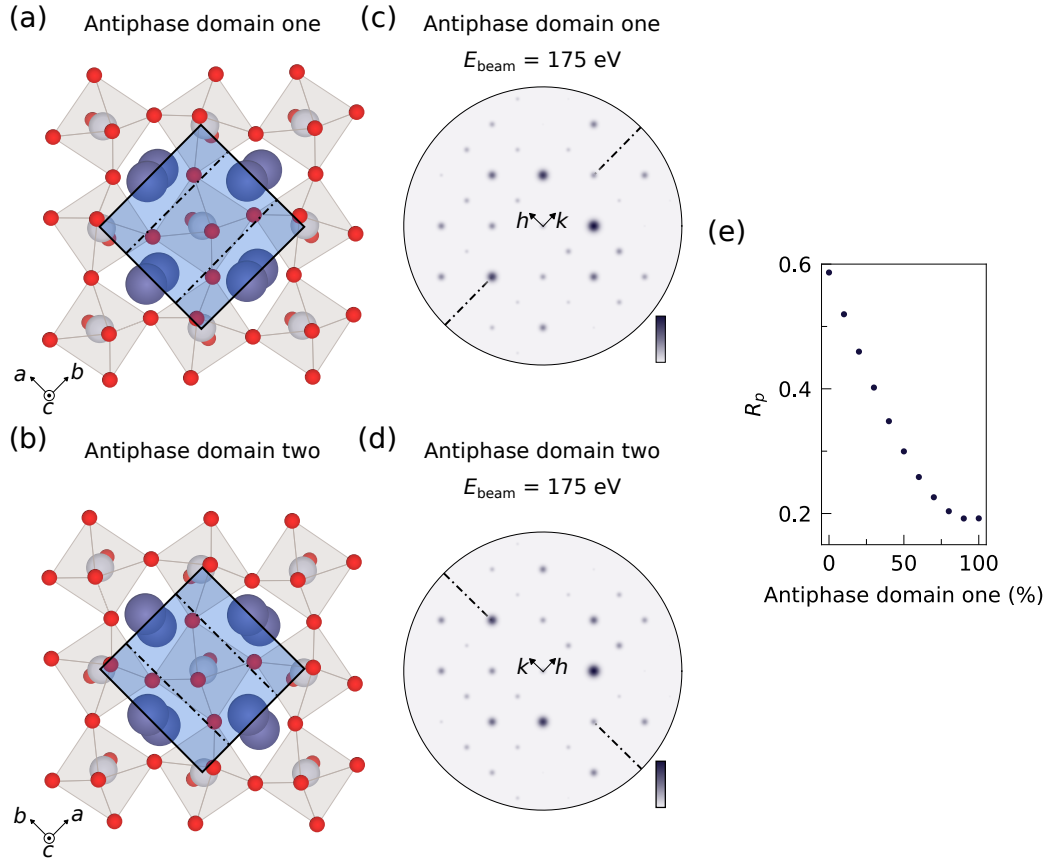 (a)
Antiphase domain one
a
b
c
(b)
Antiphase domain two
b
a
c
(c)
Antiphase domain one
E_beam = 175 eV
h
k
(d)
Antiphase domain two
E_beam = 175 eV
k
h
(e)
R_p
0.6
0.4
0.2
0
50
100
Antiphase domain one (%)